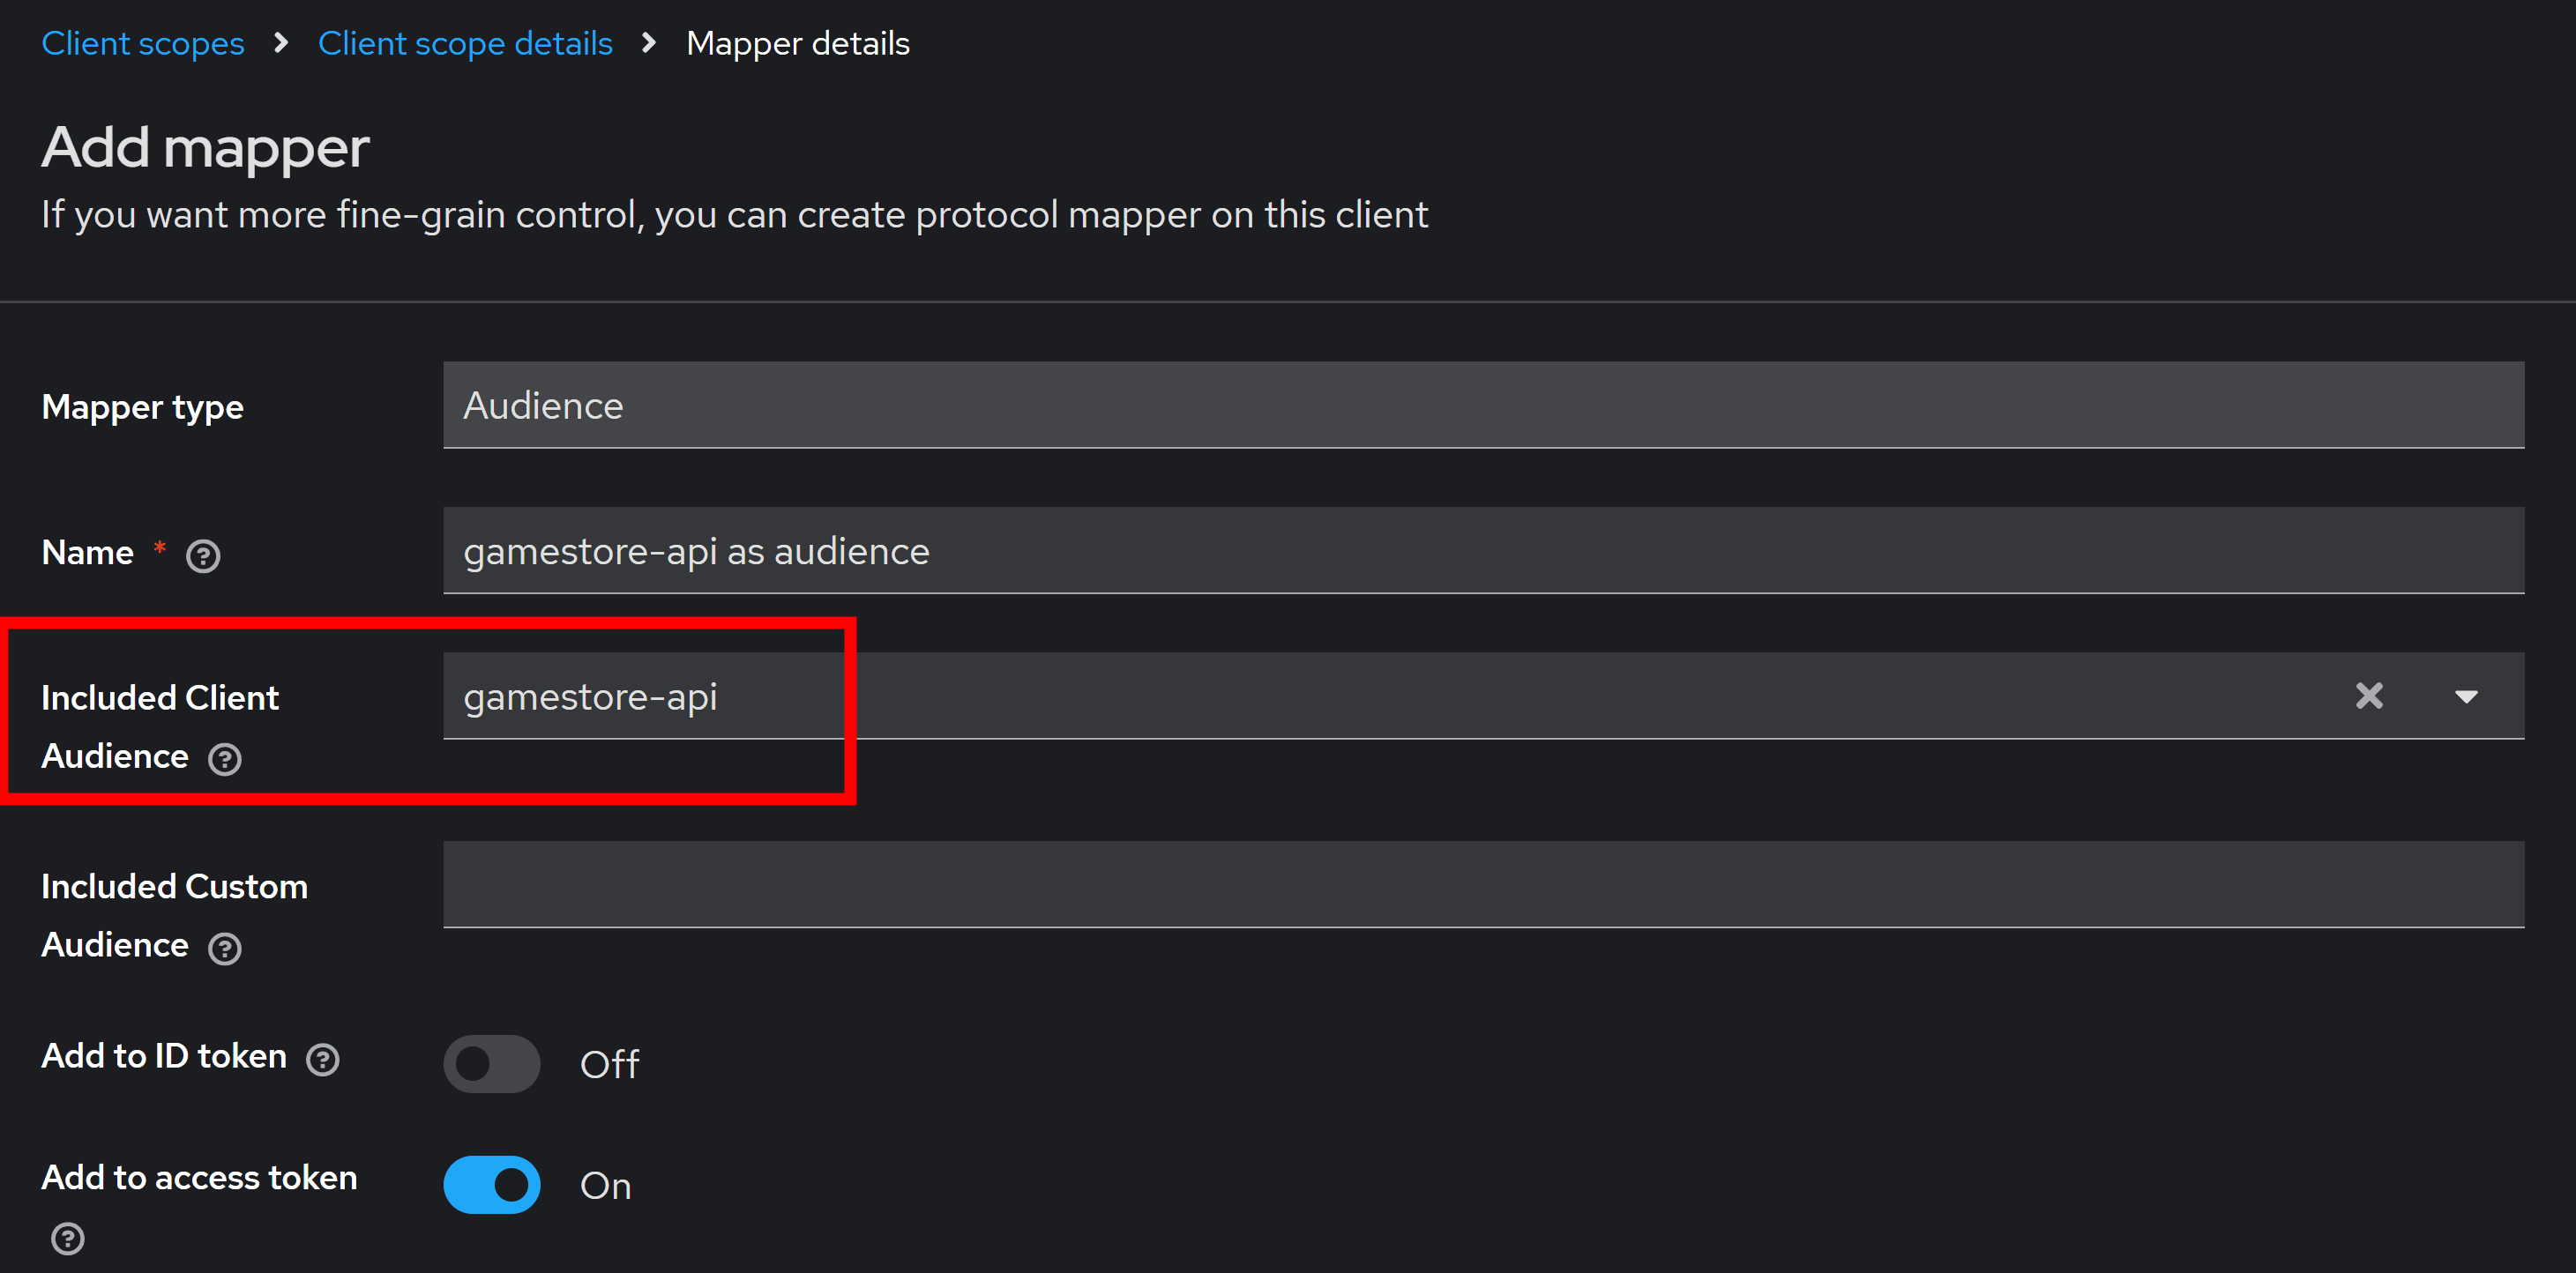 Client scopes > Client scope details > Mapper details
Add mapper
If you want more fine-grain control, you can create protocol mapper on this client
Mapper type
Audience
Name *
gamestore-api as audience
Included Client
Audience
gamestore-api
Included Custom
Audience
Add to ID token
Off
Add to access token
On